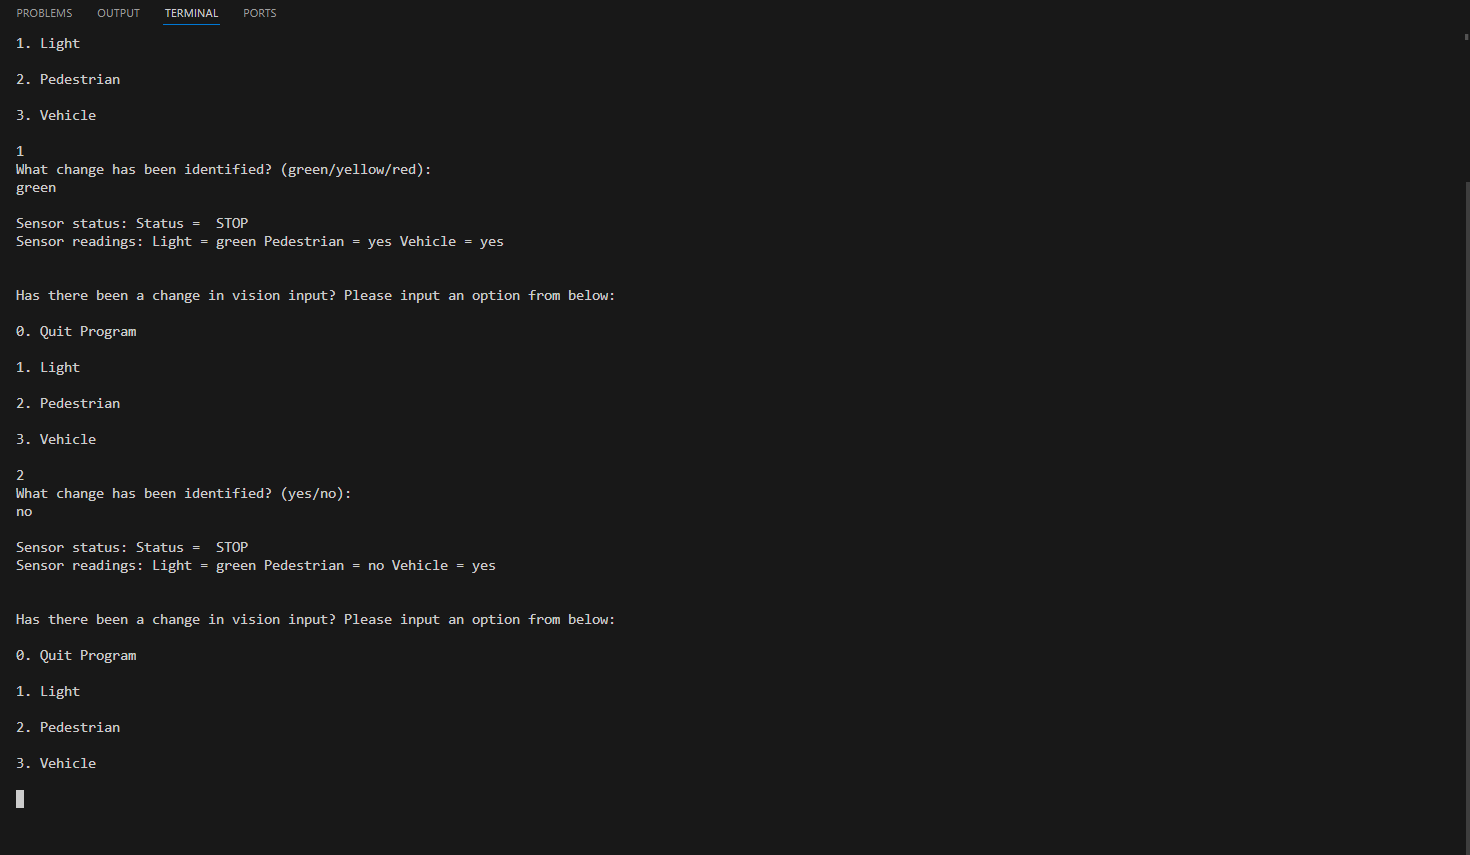 PROBLEMS OUTPUT TERMINAL PORTS
1. Light
2. Pedestrian
3. Vehicle
1
What change has been identified? (green/yellow/red):
green
Sensor status: Status =  STOP
Sensor readings: Light = green Pedestrian = yes Vehicle = yes
Has there been a change in vision input? Please input an option from below:
0. Quit Program
1. Light
2. Pedestrian
3. Vehicle
2
What change has been identified? (yes/no):
no
Sensor status: Status =  STOP
Sensor readings: Light = green Pedestrian = no Vehicle = yes
Has there been a change in vision input? Please input an option from below:
0. Quit Program
1. Light
2. Pedestrian
3. Vehicle